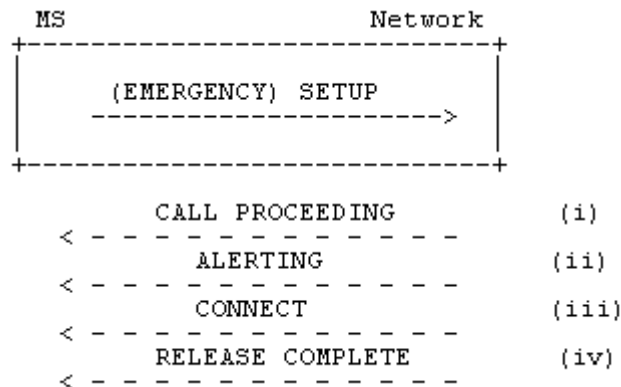 MS Network
(EMERGENCY) SETUP
CALL PROCEEDING (i)
ALERTING (ii)
CONNECT (iii)
RELEASE COMPLETE (iv)